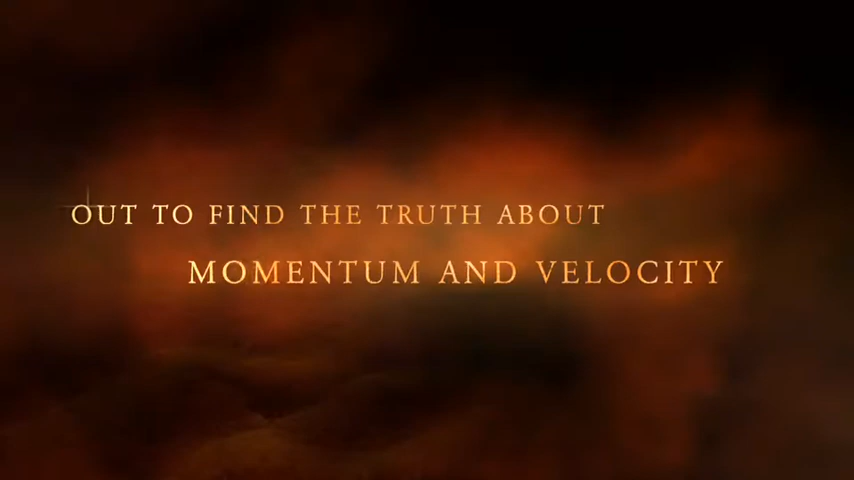 OUT TO FIND THE TRUTH ABOUT
MOMENTUM AND VELOCITY